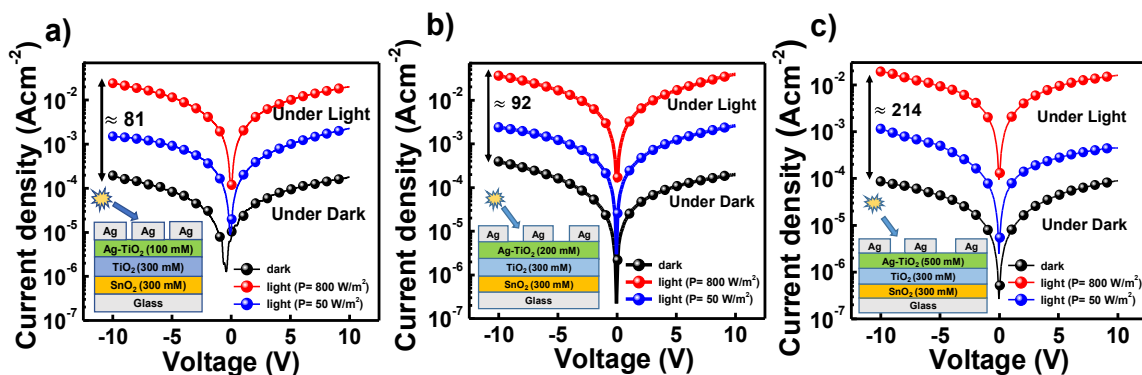 a)
Current density (Acm⁻²)
10⁻²
10⁻³
10⁻⁴
10⁻⁵
10⁻⁶
10⁻⁷
≈ 81
Under Light
Under Dark
Ag Ag Ag
Ag-TiO₂ (100 mM)
TiO₂ (300 mM)
SnO₂ (300 mM)
Glass
dark
light (P= 800 W/m²)
light (P= 50 W/m²)
-10 -5 0 5 10
Voltage (V)
b)
Current density (Acm⁻²)
10⁻²
10⁻³
10⁻⁴
10⁻⁵
10⁻⁶
10⁻⁷
≈ 92
Under Light
Under Dark
Ag Ag Ag
Ag-TiO₂ (200 mM)
TiO₂ (300 mM)
SnO₂ (300 mM)
Glass
dark
light (P= 800 W/m²)
light (P= 50 W/m²)
-10 -5 0 5 10
Voltage (V)
c)
Current density (Acm⁻²)
10⁻²
10⁻³
10⁻⁴
10⁻⁵
10⁻⁶
10⁻⁷
≈ 214
Under Light
Under Dark
Ag Ag Ag
Ag-TiO₂ (500 mM)
TiO₂ (300 mM)
SnO₂ (300 mM)
Glass
dark
light (P= 800 W/m²)
light (P= 50 W/m²)
-10 -5 0 5 10
Voltage (V)